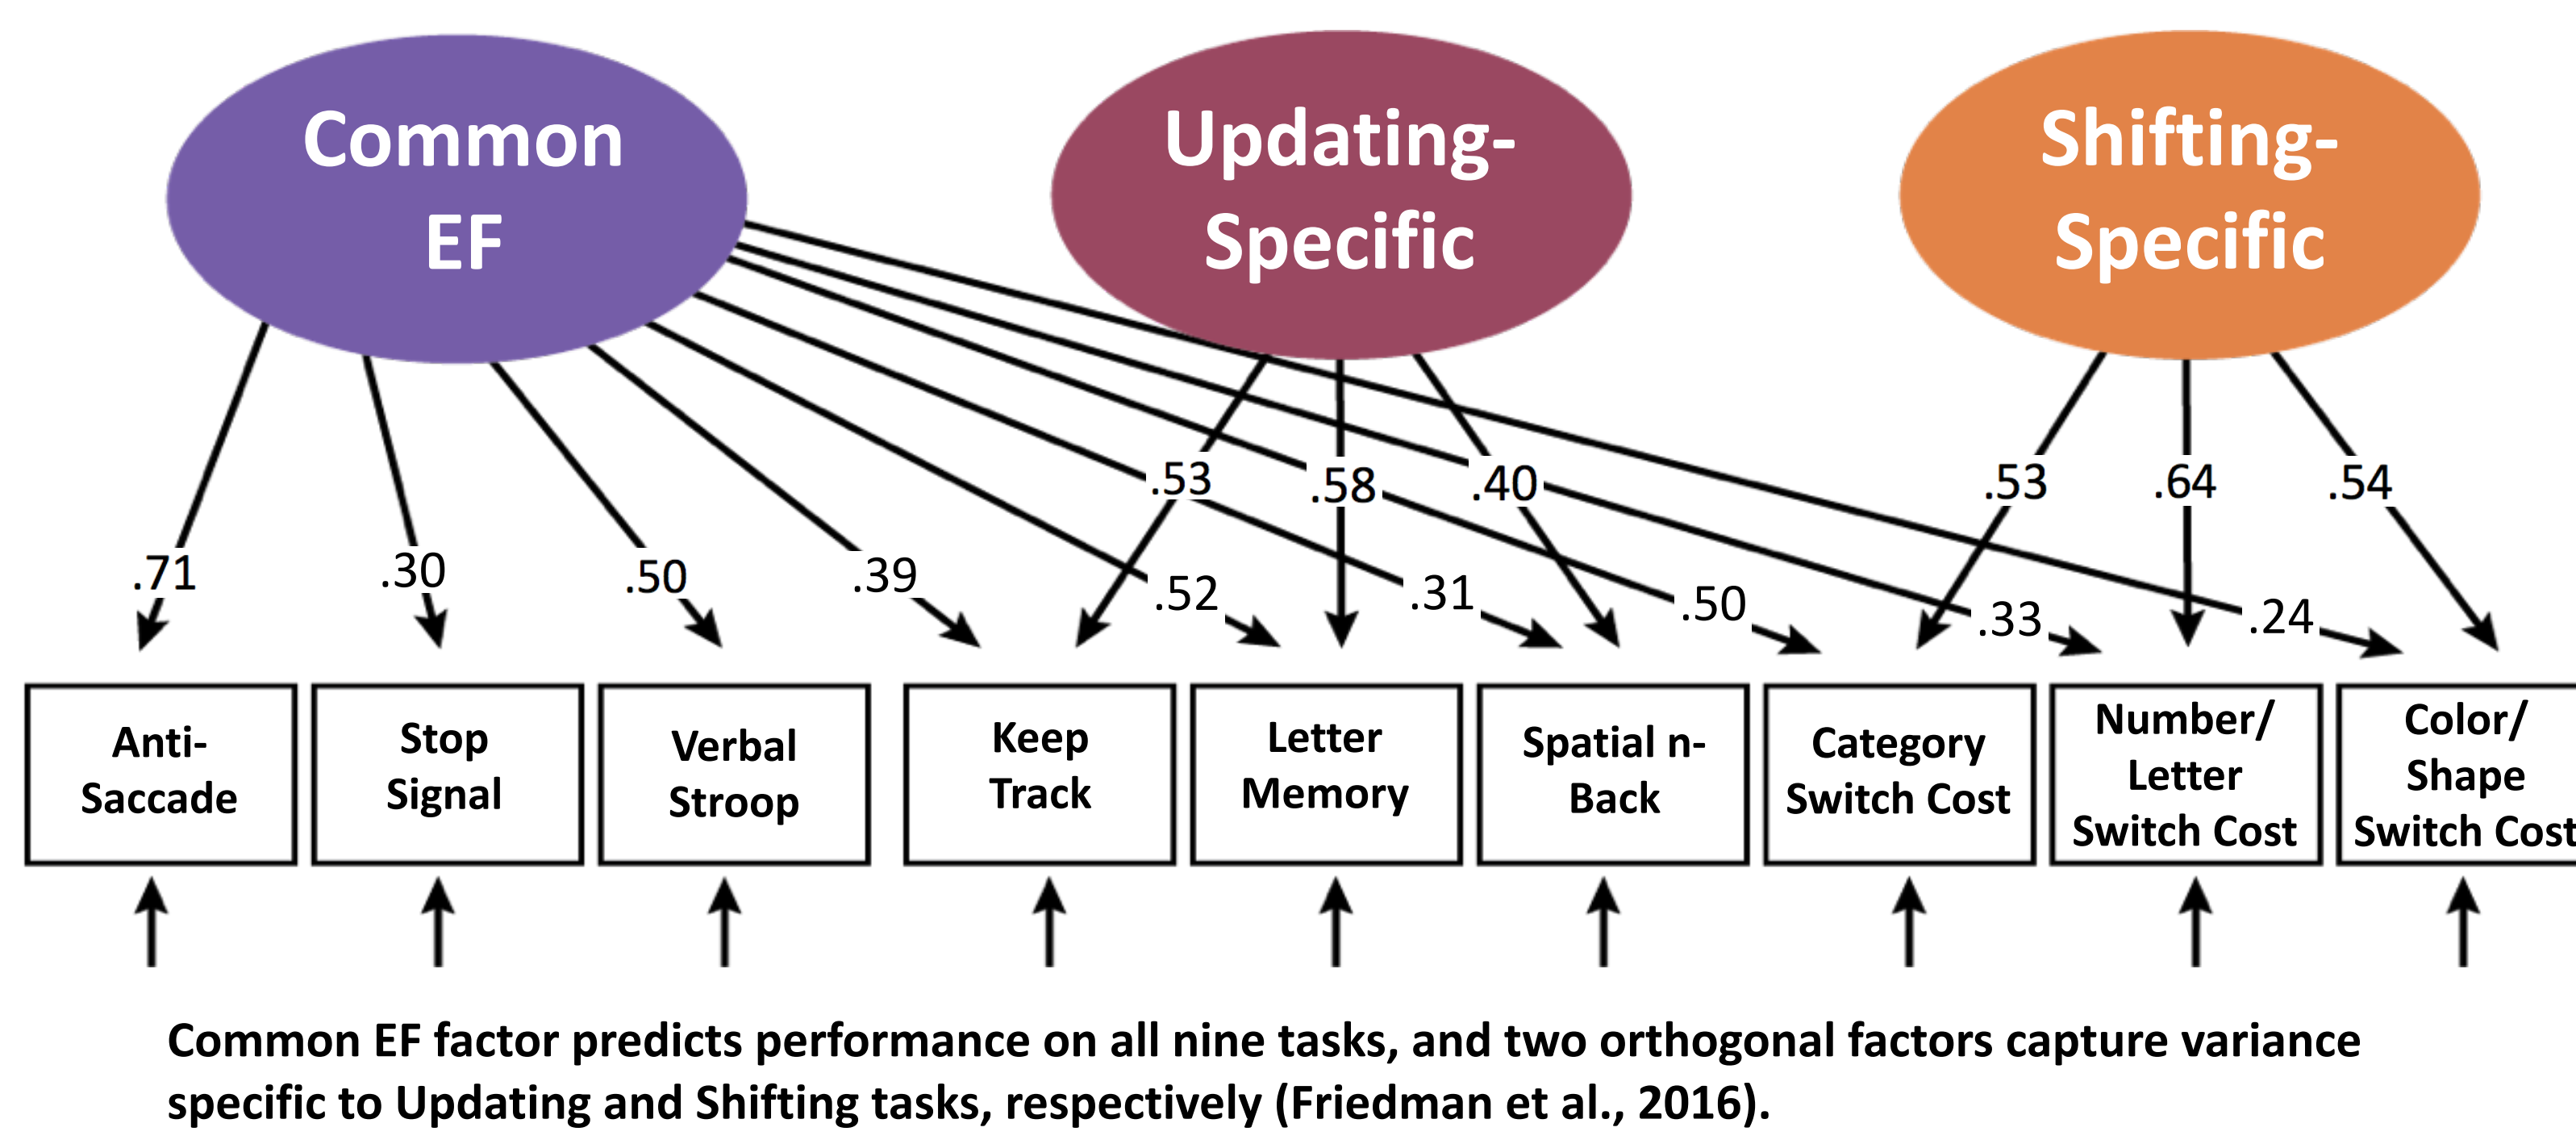 Common
EF
Updating-
Specific
Shifting-
Specific
.53
.58
.40
.53
.64
.54
.71
.30
.50
.39
.52
.31
.50
.33
.24
Anti-
Saccade
Stop
Signal
Verbal
Stroop
Keep
Track
Letter
Memory
Spatial n-
Back
Category
Switch Cost
Number/
Letter
Switch Cost
Color/
Shape
Switch Cost
Common EF factor predicts performance on all nine tasks, and two orthogonal factors capture variance
specific to Updating and Shifting tasks, respectively (Friedman et al., 2016).